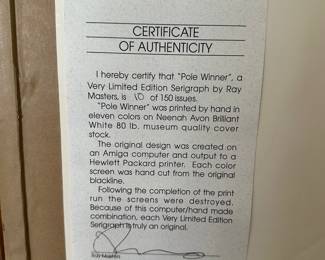 CERTIFICATE
OF AUTHENTICITY
I hereby certify that "Pole Winner", a
Very Limited Edition Serigraph by Ray
Masters, is 10 of 150 issues.
"Pole Winner" was printed by hand in
eleven colors on Neenah Avon Brilliant
White 80 lb. museum quality cover
stock.
The original design was created on
an Amiga computer and output to a
Hewlett Packard printer. Each color
screen was hand cut from the original
blackline.
Following the completion of the print
run the screens were destroyed.
Because of this computer/hand made
combination, each Very Limited Edition
Serigraph is truly an original.
Ray Masters